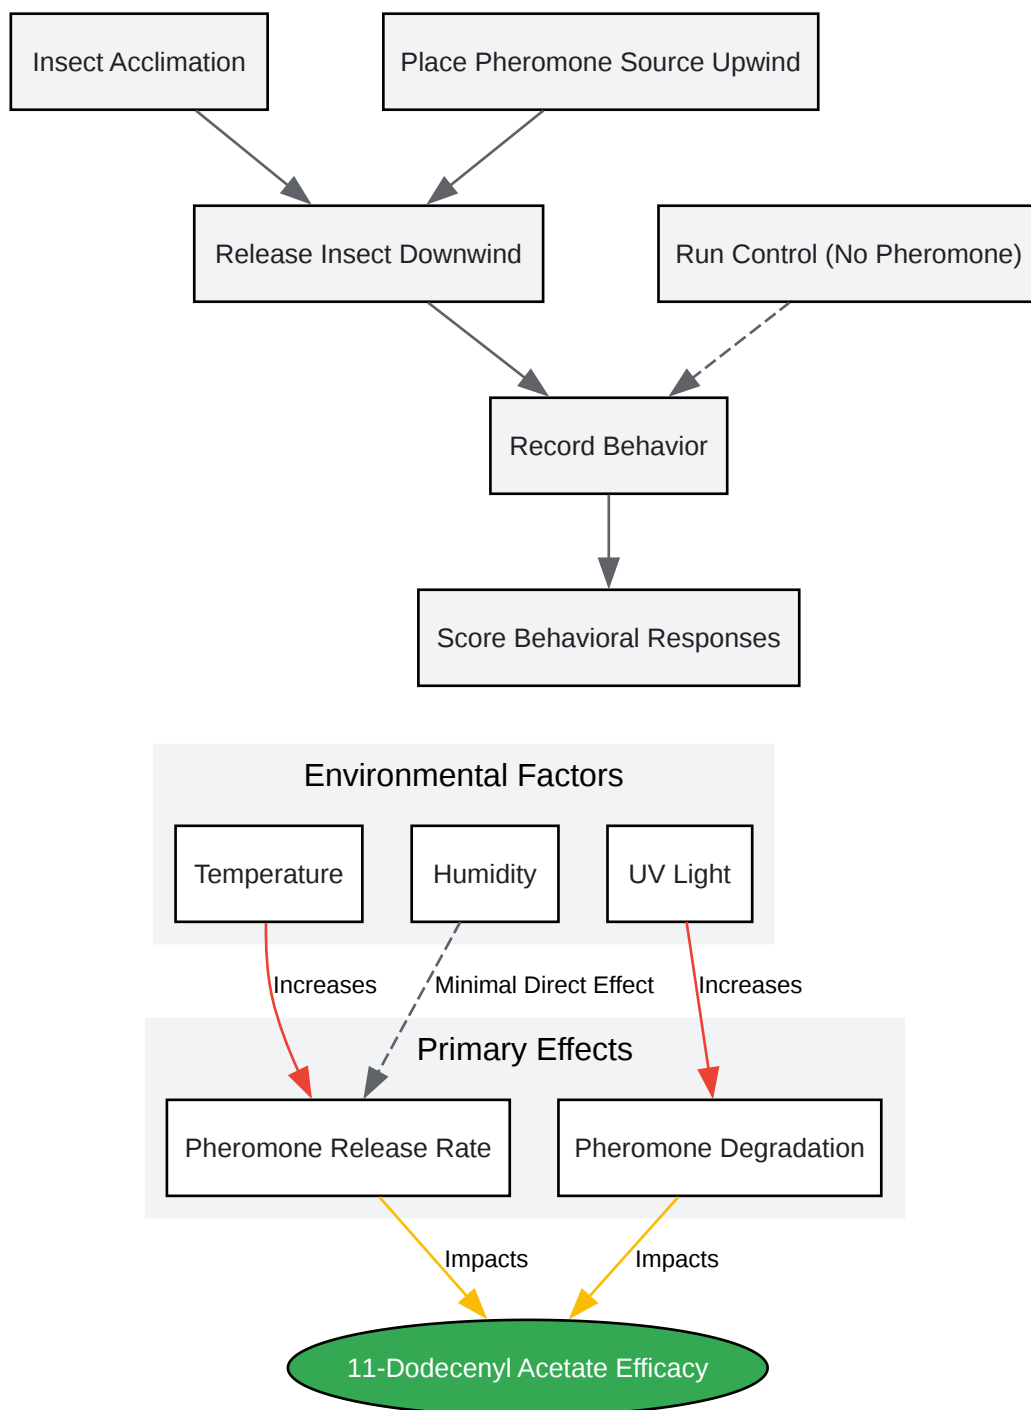 Insect Acclimation
Place Pheromone Source Upwind
Release Insect Downwind
Run Control (No Pheromone)
Record Behavior
Score Behavioral Responses
Environmental Factors
Temperature
Humidity
UV Light
Increases
Minimal Direct Effect
Increases
Primary Effects
Pheromone Release Rate
Pheromone Degradation
Impacts
Impacts
11-Dodecenyl Acetate Efficacy